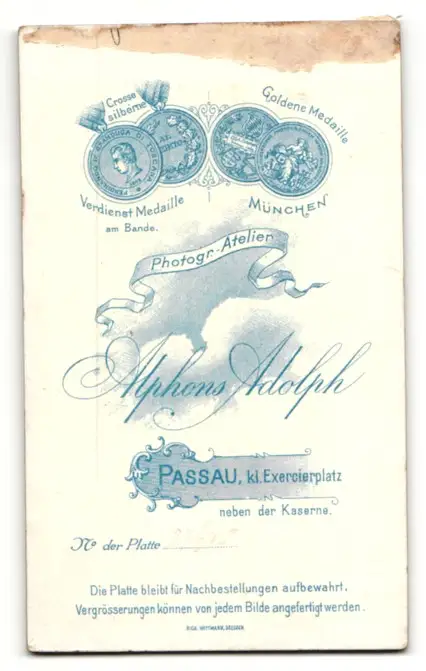 Grosse
silberne
Goldene Medaille
Verdienst Medaille
am Bande.
MÜNCHEN
Photogr. Atelier
Alphons Adolph
PASSAU, kl. Exercierplatz
neben der Kaserne.
No der Platte
Die Platte bleibt für Nachbestellungen aufbewahrt.
Vergrösserungen können von jedem Bilde angefertigt werden.